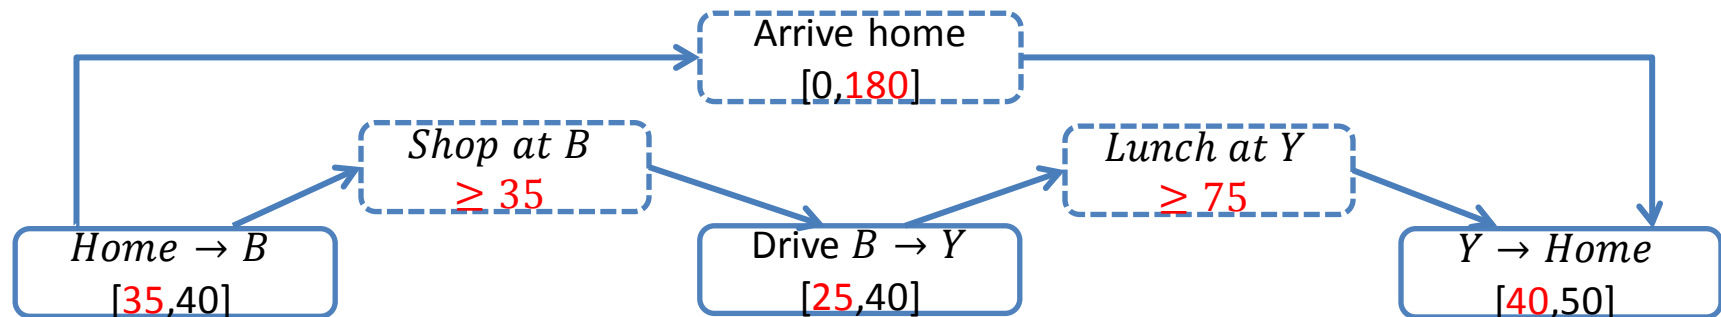 Arrive home
[0,180]
Shop at B
≥ 35
Lunch at Y
≥ 75
Home → B
[35,40]
Drive B → Y
[25,40]
Y → Home
[40,50]